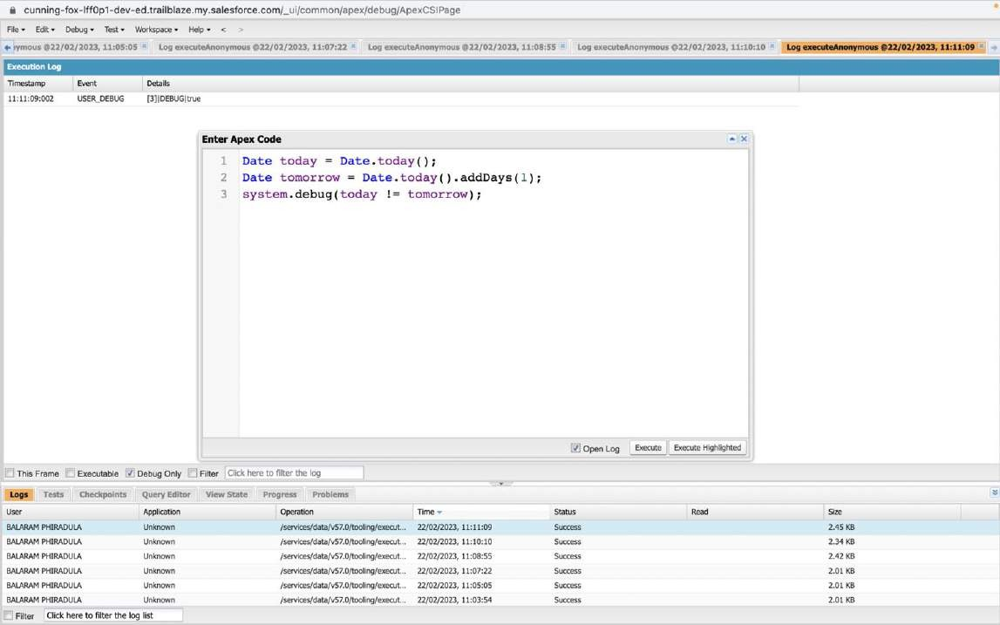 cunning-fox-lff0p1-dev-ed.trailblaze.my.salesforce.com/_ui/common/apex/debug/ApexCSIPage
File Edit Debug Test Workspace Help < >
ymous @22/02/2023, 11:05:05 Log executeAnonymous @22/02/2023, 11:07:22 Log executeAnonymous @22/02/2023, 11:08:55 Log executeAnonymous @22/02/2023, 11:10:10 Log executeAnonymous @22/02/2023, 11:11:09
Execution Log
Timestamp Event Details
11:11:09:002 USER_DEBUG [3]|DEBUG|true
Enter Apex Code
1 Date today = Date.today();
2 Date tomorrow = Date.today().addDays(1);
3 system.debug(today != tomorrow);
Open Log Execute Execute Highlighted
This Frame Executable Debug Only Filter Click here to filter the log
Logs Tests Checkpoints Query Editor View State Progress Problems
User Application Operation Time Status Read Size
BALARAM PHIRADULA Unknown /services/data/v57.0/tooling/execut... 22/02/2023, 11:11:09 Success 2.45 KB
BALARAM PHIRADULA Unknown /services/data/v57.0/tooling/execut... 22/02/2023, 11:10:10 Success 2.34 KB
BALARAM PHIRADULA Unknown /services/data/v57.0/tooling/execut... 22/02/2023, 11:08:55 Success 2.42 KB
BALARAM PHIRADULA Unknown /services/data/v57.0/tooling/execut... 22/02/2023, 11:07:22 Success 2.01 KB
BALARAM PHIRADULA Unknown /services/data/v57.0/tooling/execut... 22/02/2023, 11:05:05 Success 2.01 KB
BALARAM PHIRADULA Unknown /services/data/v57.0/tooling/execut... 22/02/2023, 11:03:54 Success 2.01 KB
Filter Click here to filter the log list